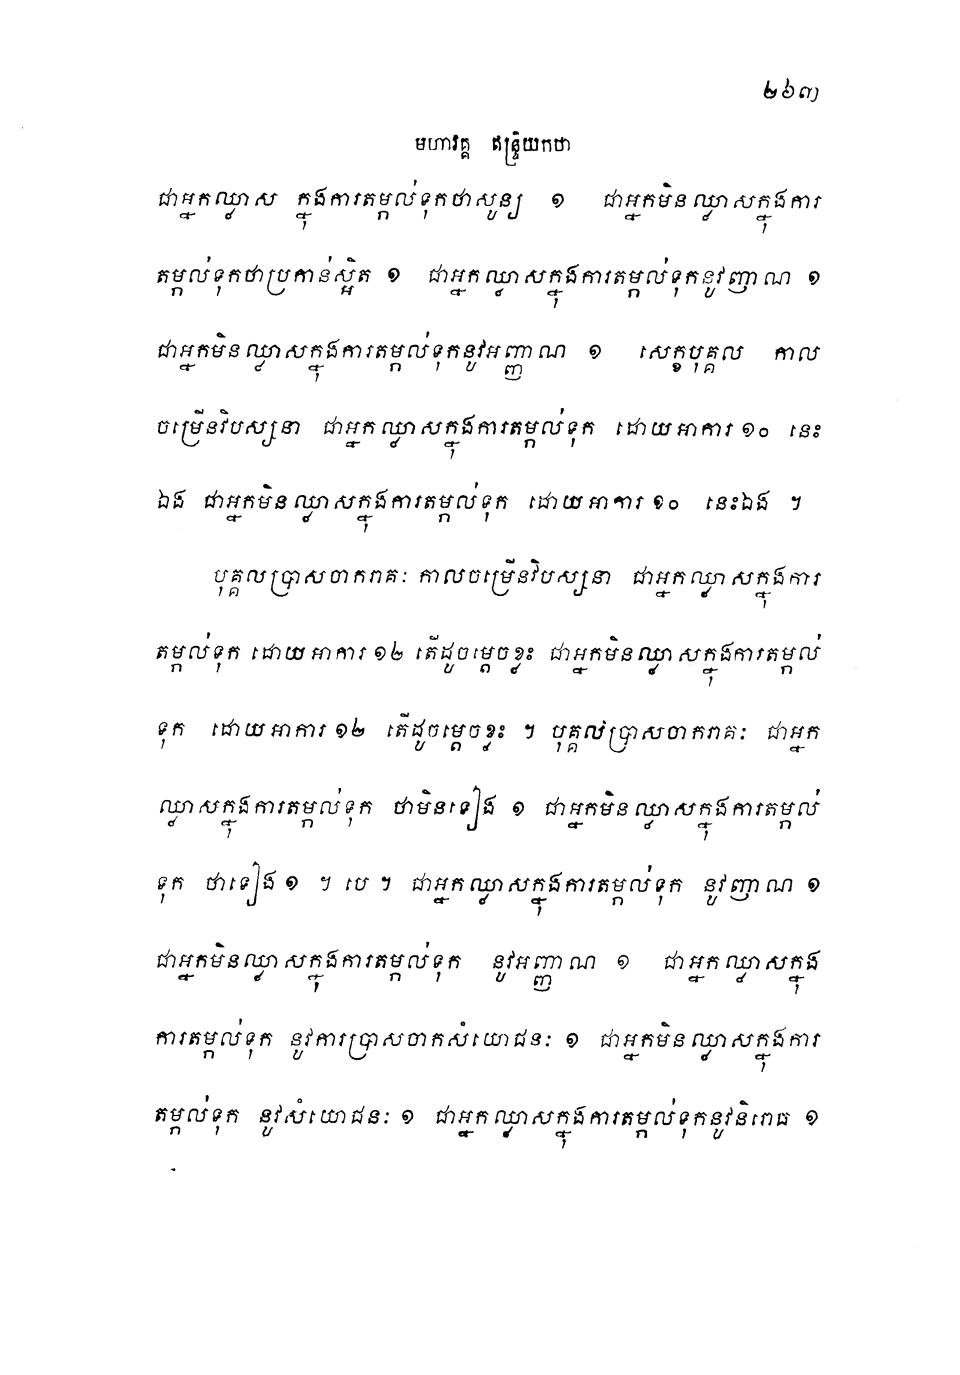 ២៦៣
មហាវគ្គ ឥន្ទ្រិយកថា
ជាអ្នកឈ្លាស ក្នុងការតម្កល់ទុកថាសូន្យ ១ ជាអ្នកមិនឈ្លាសក្នុងការ
តម្កល់ទុកថាប្រកាន់ស្អិត ១ ជាអ្នកឈ្លាសក្នុងការតម្កល់ទុកនូវញាណ ១
ជាអ្នកមិនឈ្លាសក្នុងការតម្កល់ទុកនូវអញ្ញាណ ១ សេក្ខបុគ្គល កាល
ចម្រើនវិបស្សនា ជាអ្នកឈ្លាសក្នុងការតម្កល់ទុក ដោយអាការ ១០ នេះ
ឯង ជាអ្នកមិនឈ្លាសក្នុងការតម្កល់ទុក ដោយអាការ ១០ នេះឯង ។
បុគ្គលប្រាសចាករាគៈ កាលចម្រើនវិបស្សនា ជាអ្នកឈ្លាសក្នុងការ
តម្កល់ទុក ដោយអាការ ១២ តើដូចម្តេចខ្លះ ជាអ្នកមិនឈ្លាសក្នុងការតម្កល់
ទុក ដោយអាការ ១២ តើដូចម្តេចខ្លះ ។ បុគ្គលប្រាសចាករាគៈ ជាអ្នក
ឈ្លាសក្នុងការតម្កល់ទុក ថាមិនទៀង ១ ជាអ្នកមិនឈ្លាសក្នុងការតម្កល់
ទុក ថាទៀង ១ ។ បេ ។ ជាអ្នកឈ្លាសក្នុងការតម្កល់ទុក នូវញាណ ១
ជាអ្នកមិនឈ្លាសក្នុងការតម្កល់ទុក នូវអញ្ញាណ ១ ជាអ្នកឈ្លាសក្នុង
ការតម្កល់ទុក នូវការប្រាសចាកសំយោជនៈ ១ ជាអ្នកមិនឈ្លាសក្នុងការ
តម្កល់ទុក នូវសំយោជនៈ ១ ជាអ្នកឈ្លាសក្នុងការតម្កល់ទុកនូវនិរោធ ១